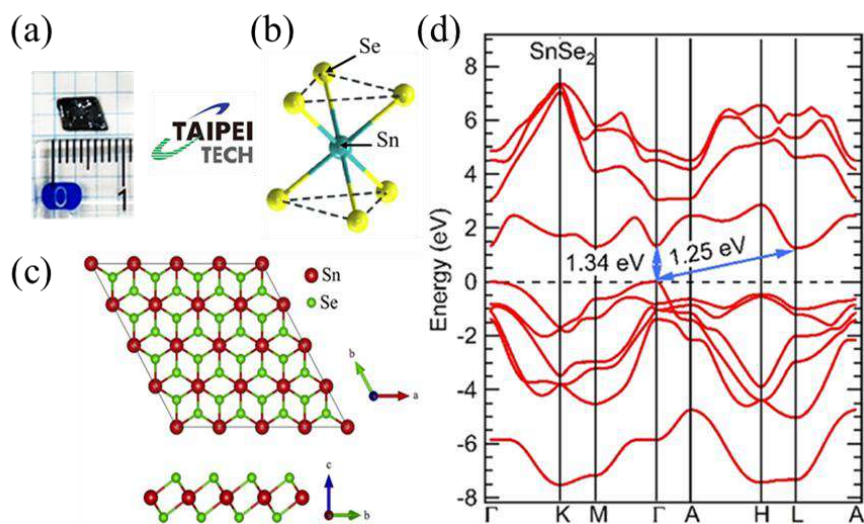 (a)
0
1
TAIPEI
TECH
(b)
Se
Sn
(c)
Sn
Se
b
a
c
b
(d)
SnSe₂
Energy (eV)
8
6
4
2
0
-2
-4
-6
-8
1.34 eV
1.25 eV
Γ K M Γ A H L A